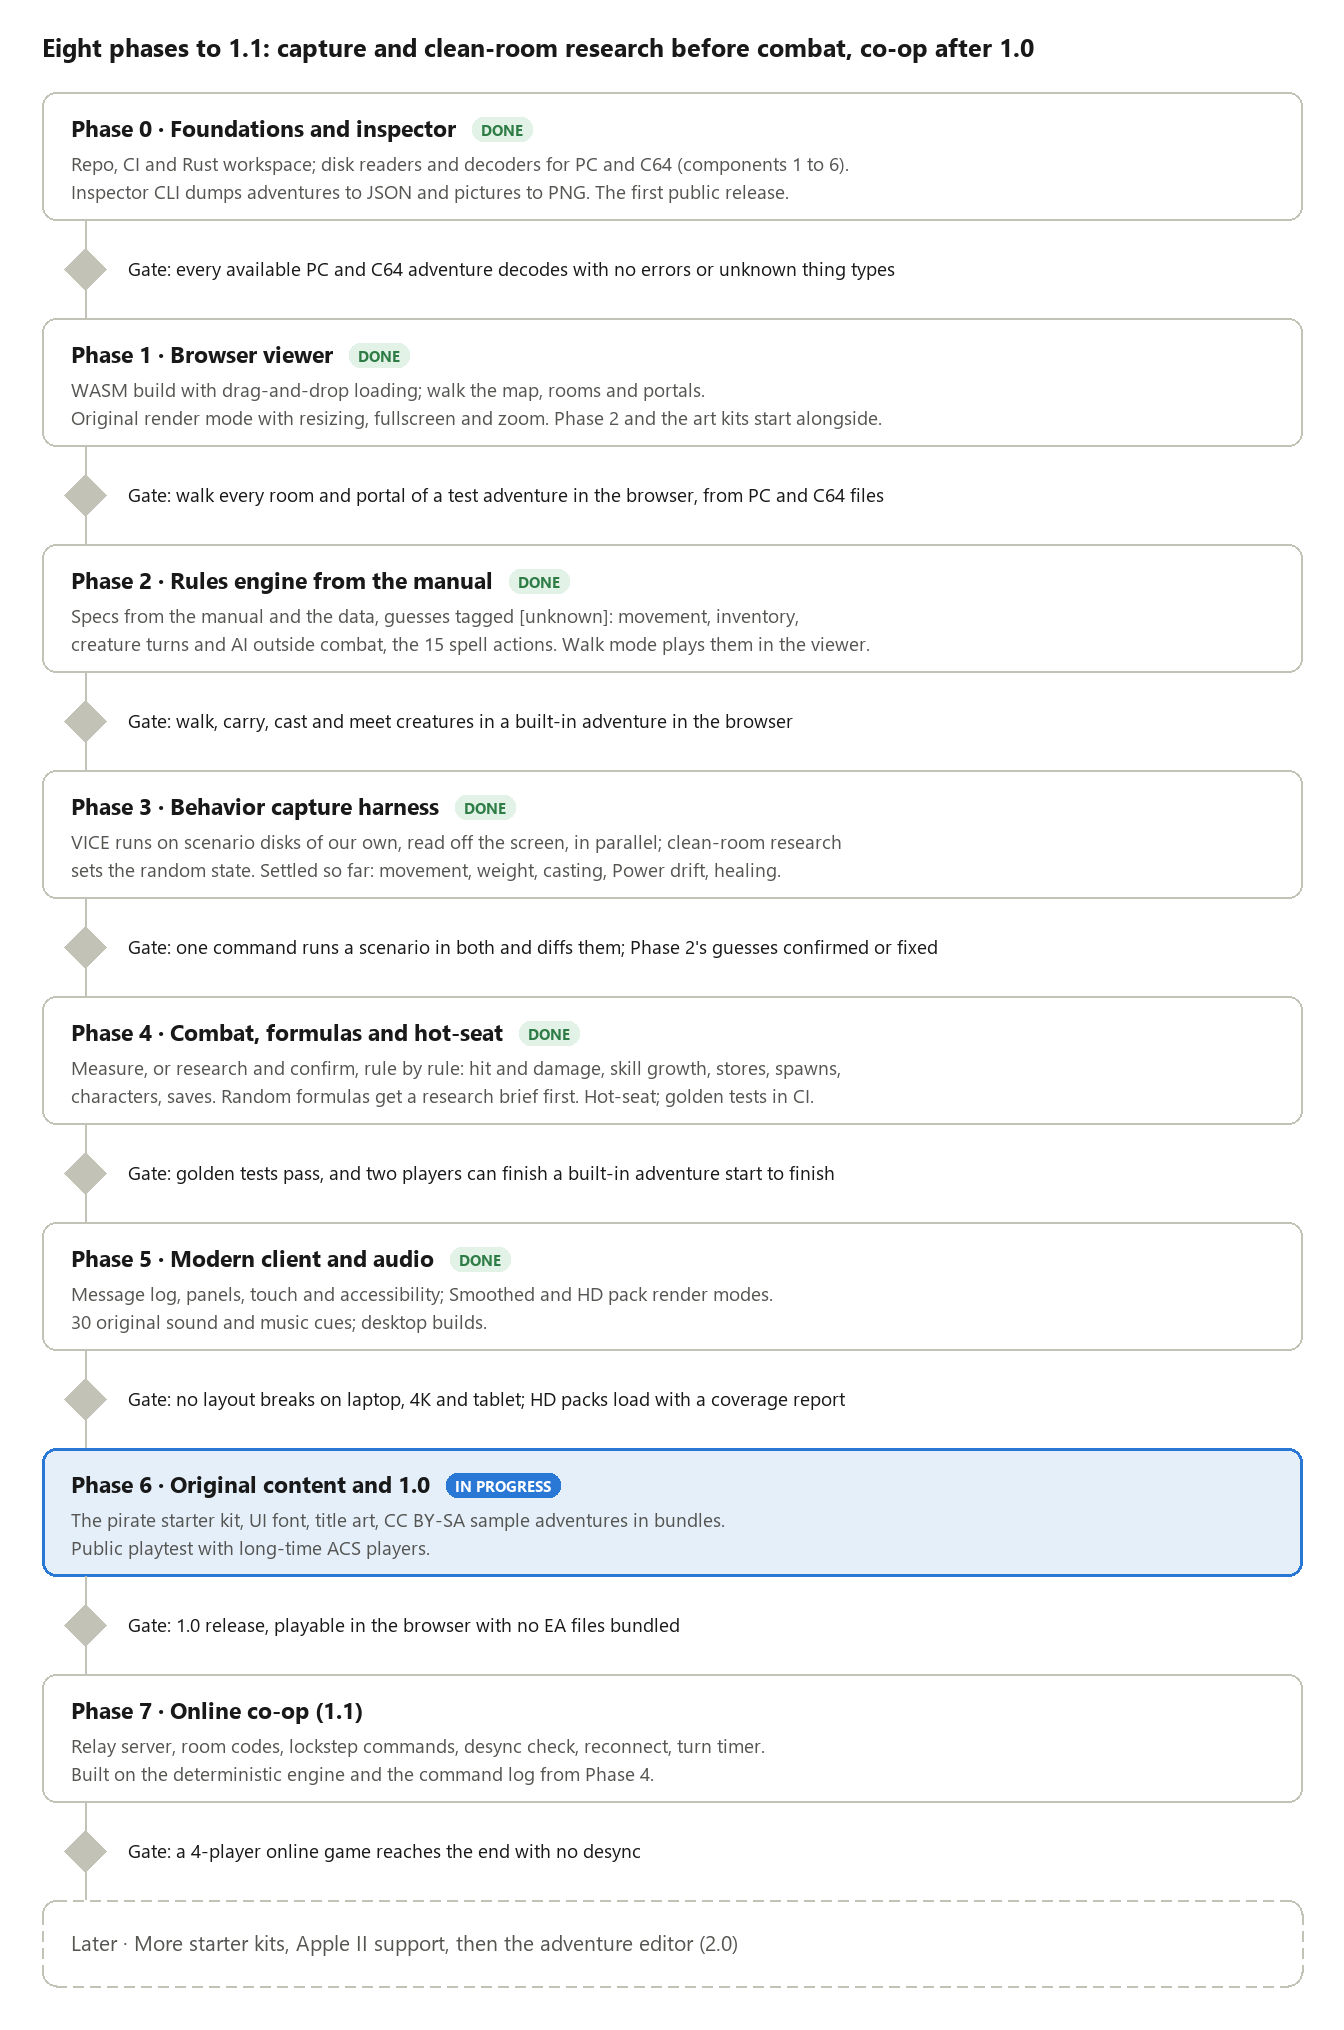 Eight phases to 1.1: capture and clean-room research before combat, co-op after 1.0
Phase 0 · Foundations and inspector DONE
Repo, CI and Rust workspace; disk readers and decoders for PC and C64 (components 1 to 6).
Inspector CLI dumps adventures to JSON and pictures to PNG. The first public release.
Gate: every available PC and C64 adventure decodes with no errors or unknown thing types
Phase 1 · Browser viewer DONE
WASM build with drag-and-drop loading; walk the map, rooms and portals.
Original render mode with resizing, fullscreen and zoom. Phase 2 and the art kits start alongside.
Gate: walk every room and portal of a test adventure in the browser, from PC and C64 files
Phase 2 · Rules engine from the manual DONE
Specs from the manual and the data, guesses tagged [unknown]: movement, inventory,
creature turns and AI outside combat, the 15 spell actions. Walk mode plays them in the viewer.
Gate: walk, carry, cast and meet creatures in a built-in adventure in the browser
Phase 3 · Behavior capture harness DONE
VICE runs on scenario disks of our own, read off the screen, in parallel; clean-room research
sets the random state. Settled so far: movement, weight, casting, Power drift, healing.
Gate: one command runs a scenario in both and diffs them; Phase 2's guesses confirmed or fixed
Phase 4 · Combat, formulas and hot-seat DONE
Measure, or research and confirm, rule by rule: hit and damage, skill growth, stores, spawns,
characters, saves. Random formulas get a research brief first. Hot-seat; golden tests in CI.
Gate: golden tests pass, and two players can finish a built-in adventure start to finish
Phase 5 · Modern client and audio DONE
Message log, panels, touch and accessibility; Smoothed and HD pack render modes.
30 original sound and music cues; desktop builds.
Gate: no layout breaks on laptop, 4K and tablet; HD packs load with a coverage report
Phase 6 · Original content and 1.0 IN PROGRESS
The pirate starter kit, UI font, title art, CC BY-SA sample adventures in bundles.
Public playtest with long-time ACS players.
Gate: 1.0 release, playable in the browser with no EA files bundled
Phase 7 · Online co-op (1.1)
Relay server, room codes, lockstep commands, desync check, reconnect, turn timer.
Built on the deterministic engine and the command log from Phase 4.
Gate: a 4-player online game reaches the end with no desync
Later · More starter kits, Apple II support, then the adventure editor (2.0)